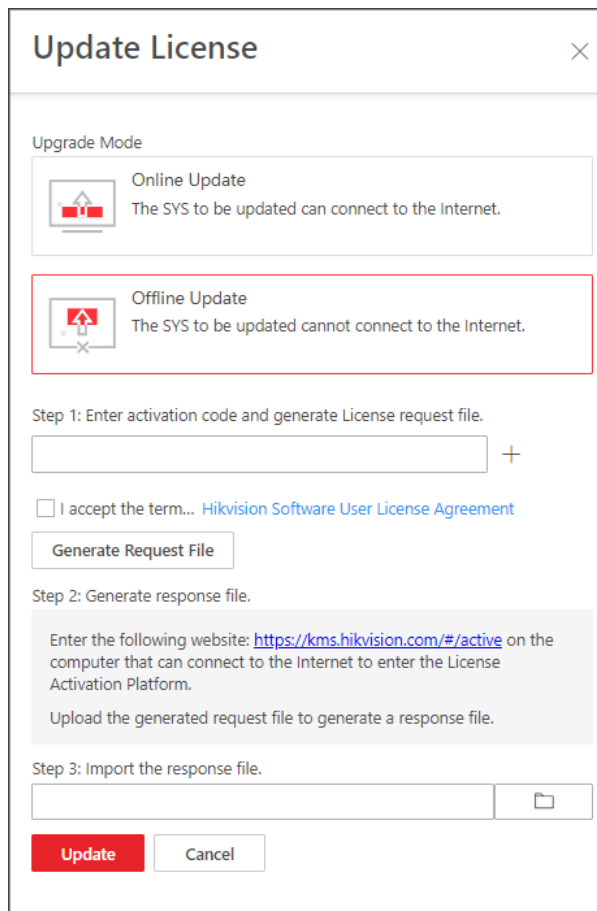 Update License
Upgrade Mode
Online Update
The SYS to be updated can connect to the Internet.
Offline Update
The SYS to be updated cannot connect to the Internet.
Step 1: Enter activation code and generate License request file.
I accept the term... Hikvision Software User License Agreement
Generate Request File
Step 2: Generate response file.
Enter the following website: https://kms.hikvision.com/#/active on the
computer that can connect to the Internet to enter the License
Activation Platform.
Upload the generated request file to generate a response file.
Step 3: Import the response file.
Update Cancel